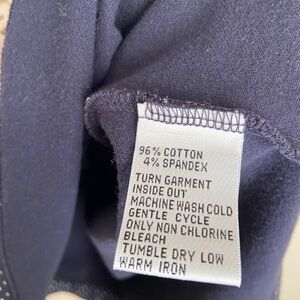 96% COTTON
4% SPANDEX
TURN GARMENT
INSIDE OUT
MACHINE WASH COLD
GENTLE CYCLE
ONLY NON CHLORINE
BLEACH
TUMBLE DRY LOW
WARM IRON